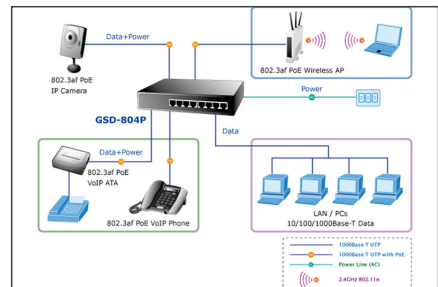 Data+Power
802.3af PoE
IP Camera
802.3af PoE Wireless AP
Power
GSD-804P
Data
Data+Power
802.3af PoE
VoIP ATA
802.3af PoE VoIP Phone
LAN / PCs
10/100/1000Base-T Data
1000Base-T UTP
1000Base-T UTP with PoE
Power Line (AC)
2.4GHz 802.11n